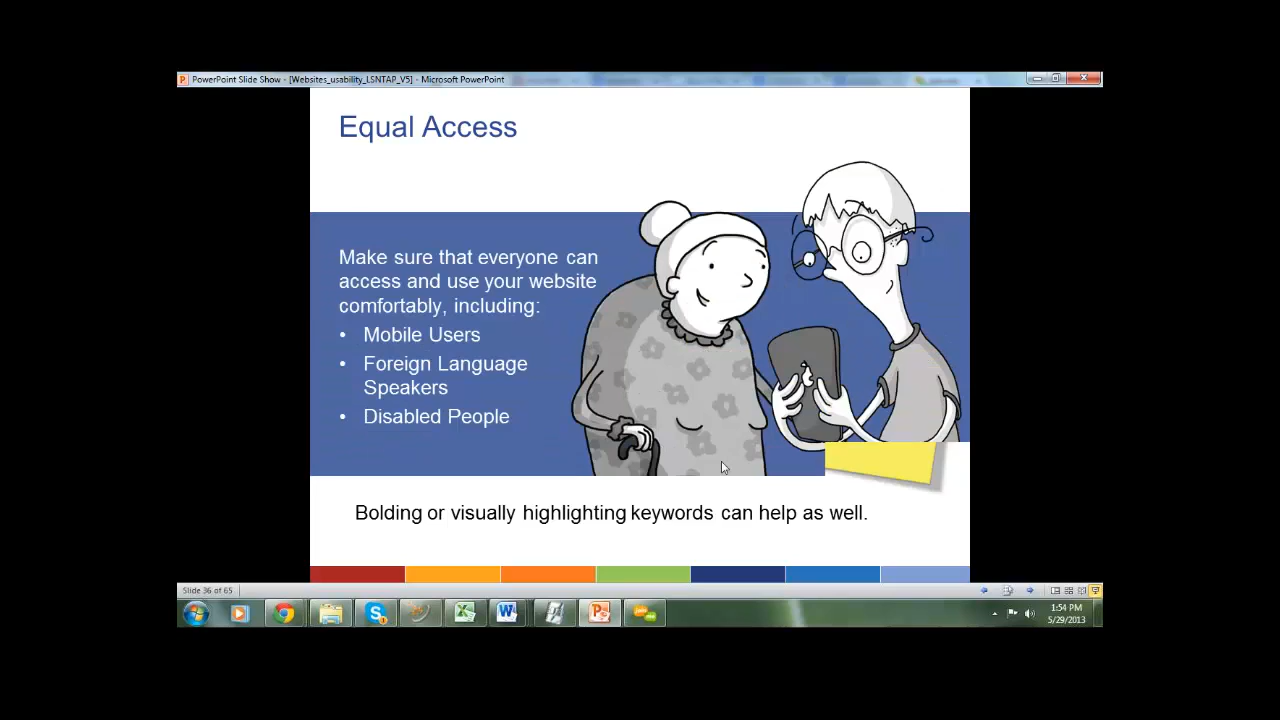 PowerPoint Slide Show - [Websites_usability_LSNTAP_V5] - Microsoft PowerPoint
Equal Access
Make sure that everyone can
access and use your website
comfortably, including:
• Mobile Users
• Foreign Language
Speakers
• Disabled People
Bolding or visually highlighting keywords can help as well.
Slide 36 of 65
1:54 PM
5/29/2013